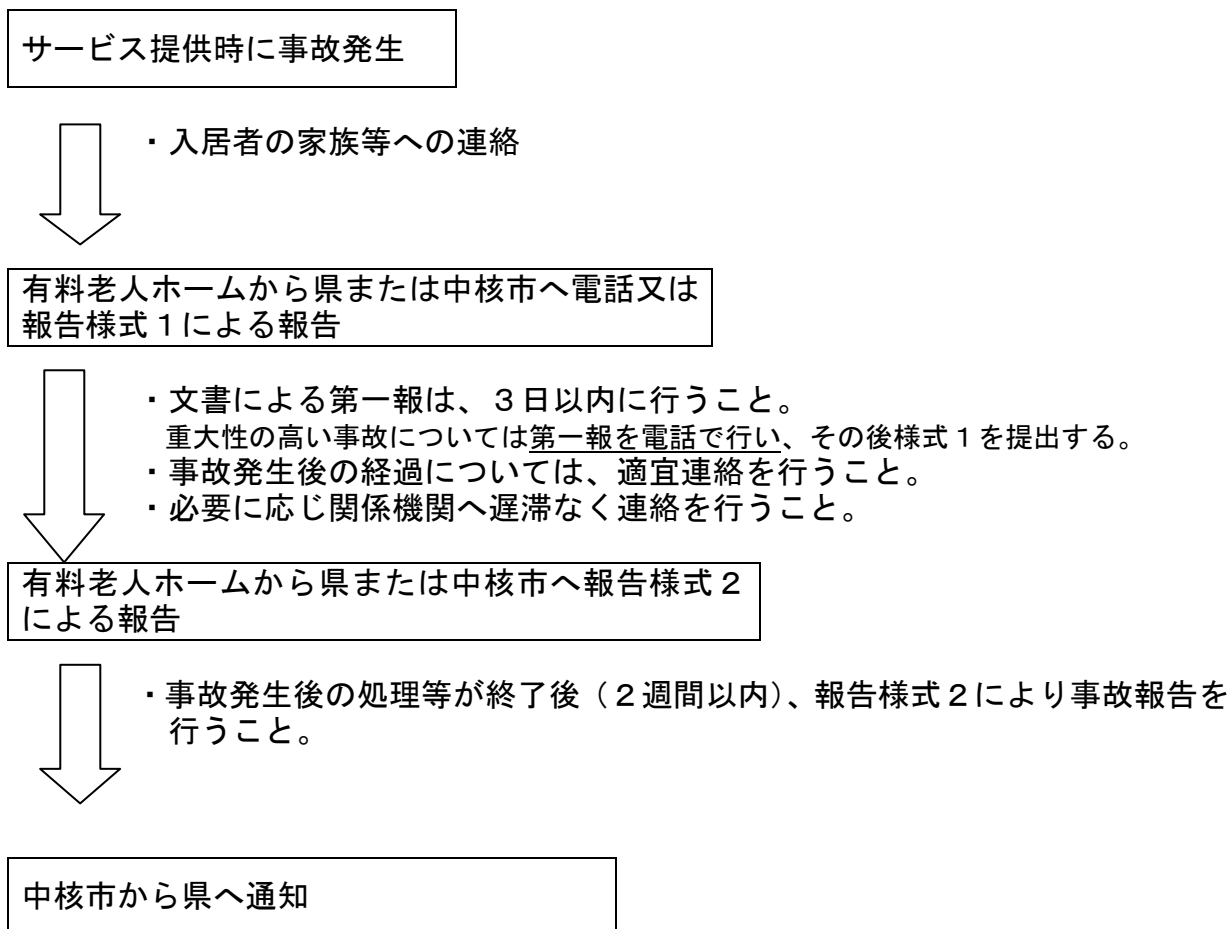 サービス提供時に事故発生
・入居者の家族等への連絡
有料老人ホームから県または中核市へ電話又は
報告様式１による報告
・文書による第一報は、３日以内に行うこと。
重大性の高い事故については第一報を電話で行い、その後様式１を提出する。
・事故発生後の経過については、適宜連絡を行うこと。
・必要に応じ関係機関へ遅滞なく連絡を行うこと。
有料老人ホームから県または中核市へ報告様式２
による報告
・事故発生後の処理等が終了後（２週間以内）、報告様式２により事故報告を
行うこと。
中核市から県へ通知